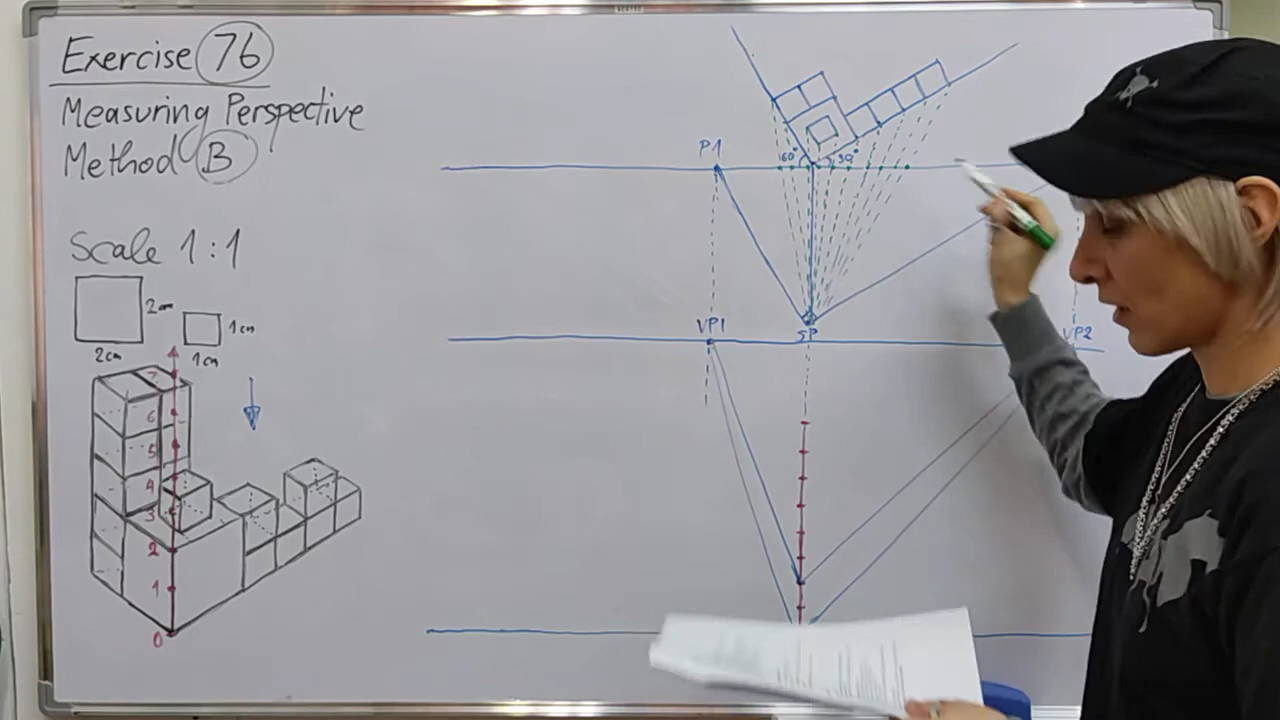 Exercise 76
Measuring Perspective
Method B
Scale 1:1
2cm
1cm
2cm
1cm
7
6
5
4
3
2
1
0
P1
60°
30°
VP1
SP
VP2